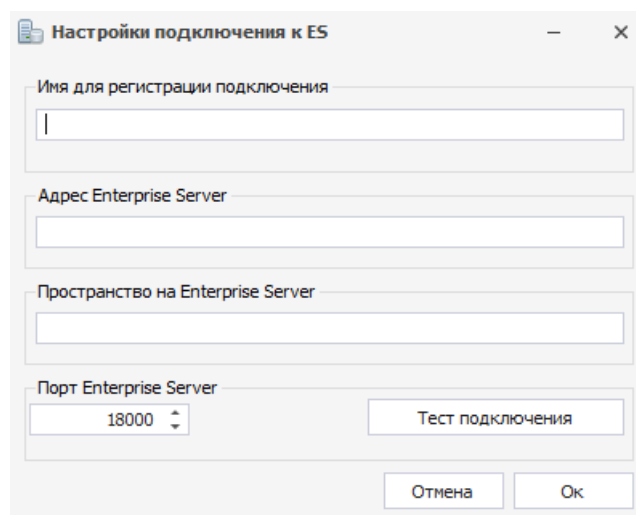 Настройки подключения к ES
Имя для регистрации подключения
Адрес Enterprise Server
Пространство на Enterprise Server
Порт Enterprise Server
18000 Тест подключения
Отмена Ок